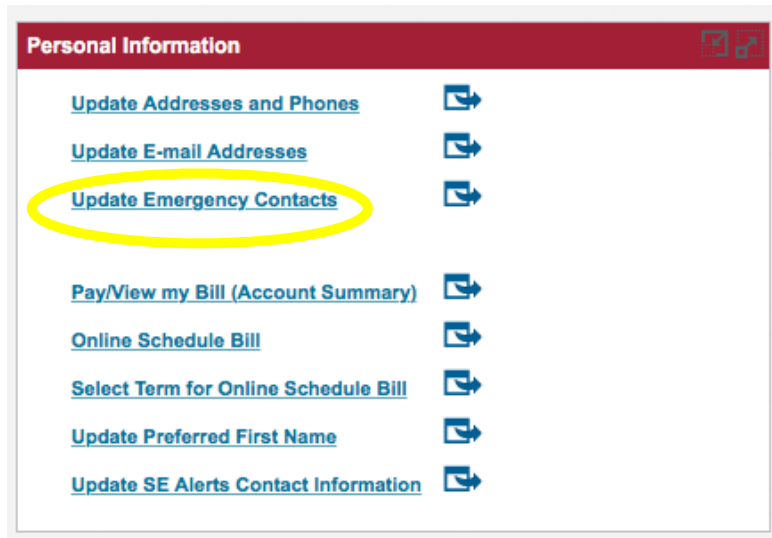 Personal Information
Update Addresses and Phones
Update E-mail Addresses
Update Emergency Contacts
Pay/View my Bill (Account Summary)
Online Schedule Bill
Select Term for Online Schedule Bill
Update Preferred First Name
Update SE Alerts Contact Information